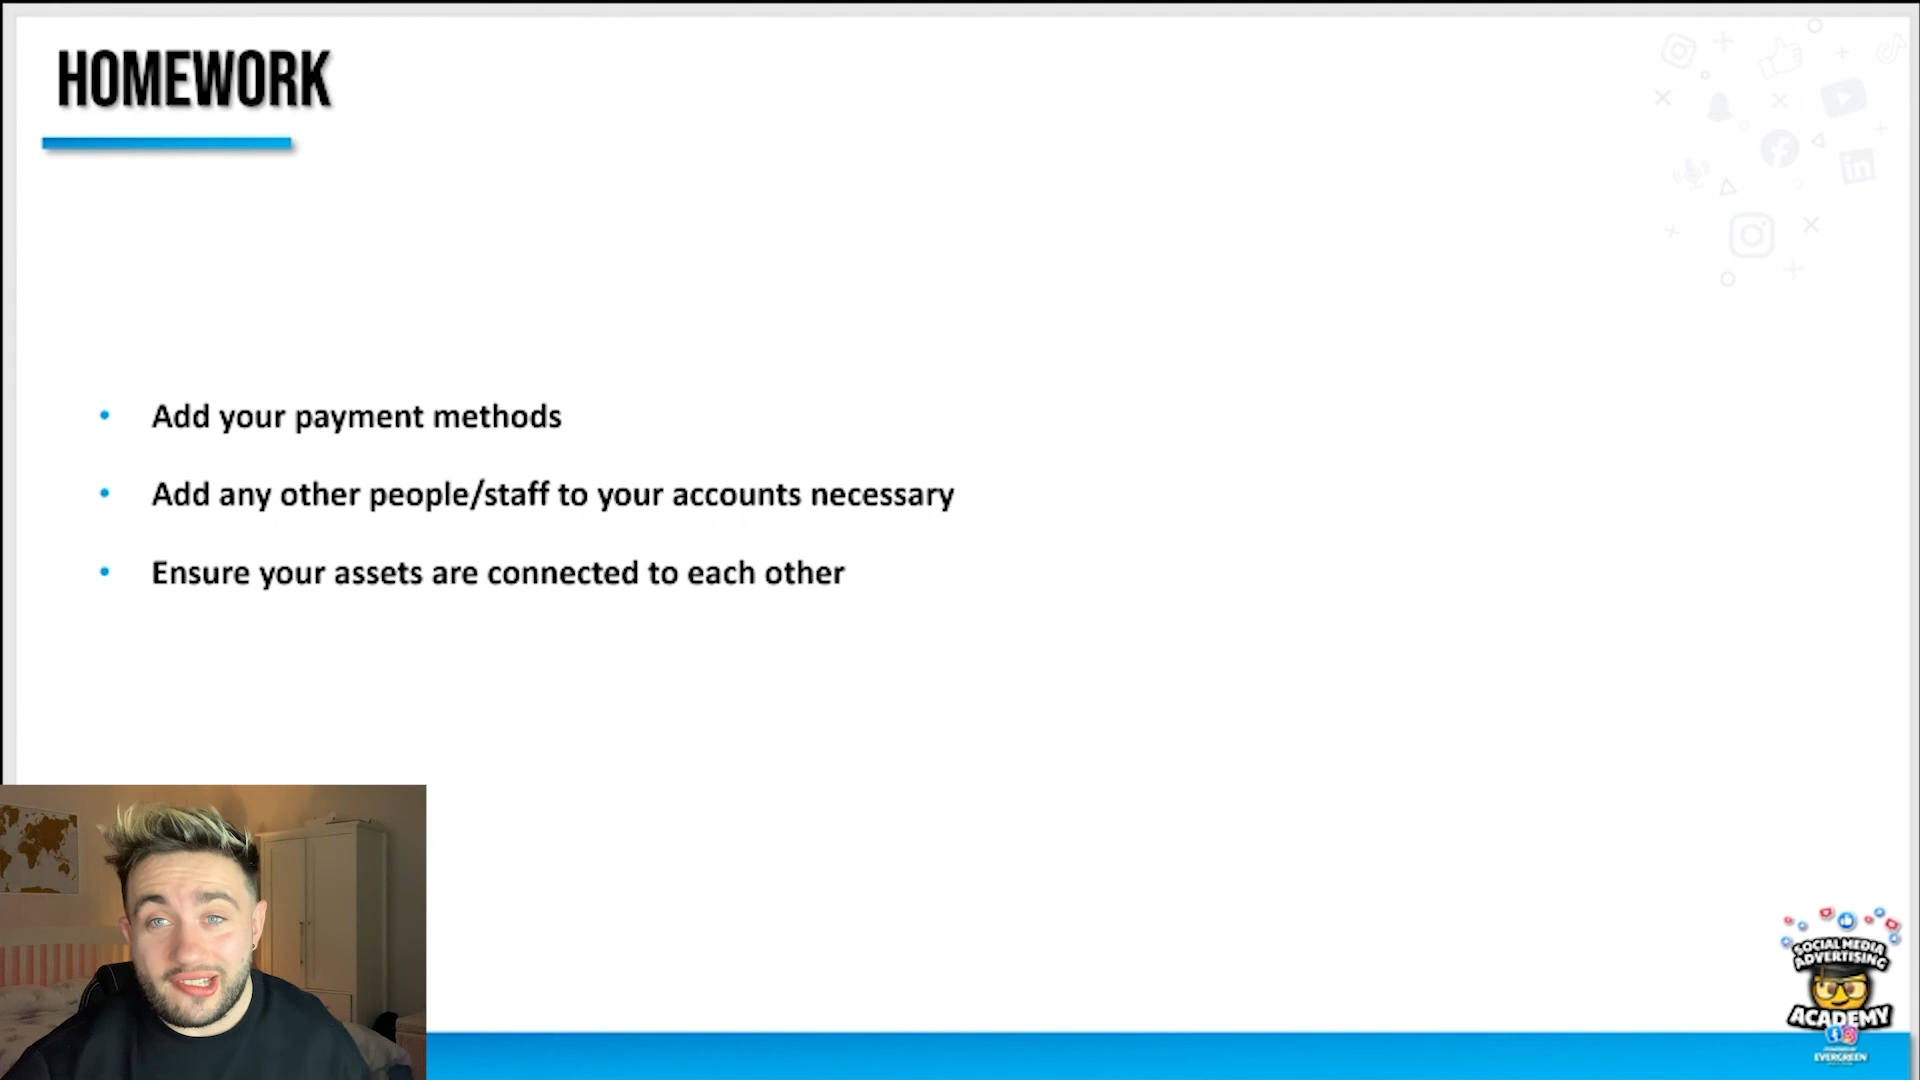 HOMEWORK
• Add your payment methods
• Add any other people/staff to your accounts necessary
• Ensure your assets are connected to each other
SOCIAL MEDIA
ADVERTISING
ACADEMY
EVERGREEN